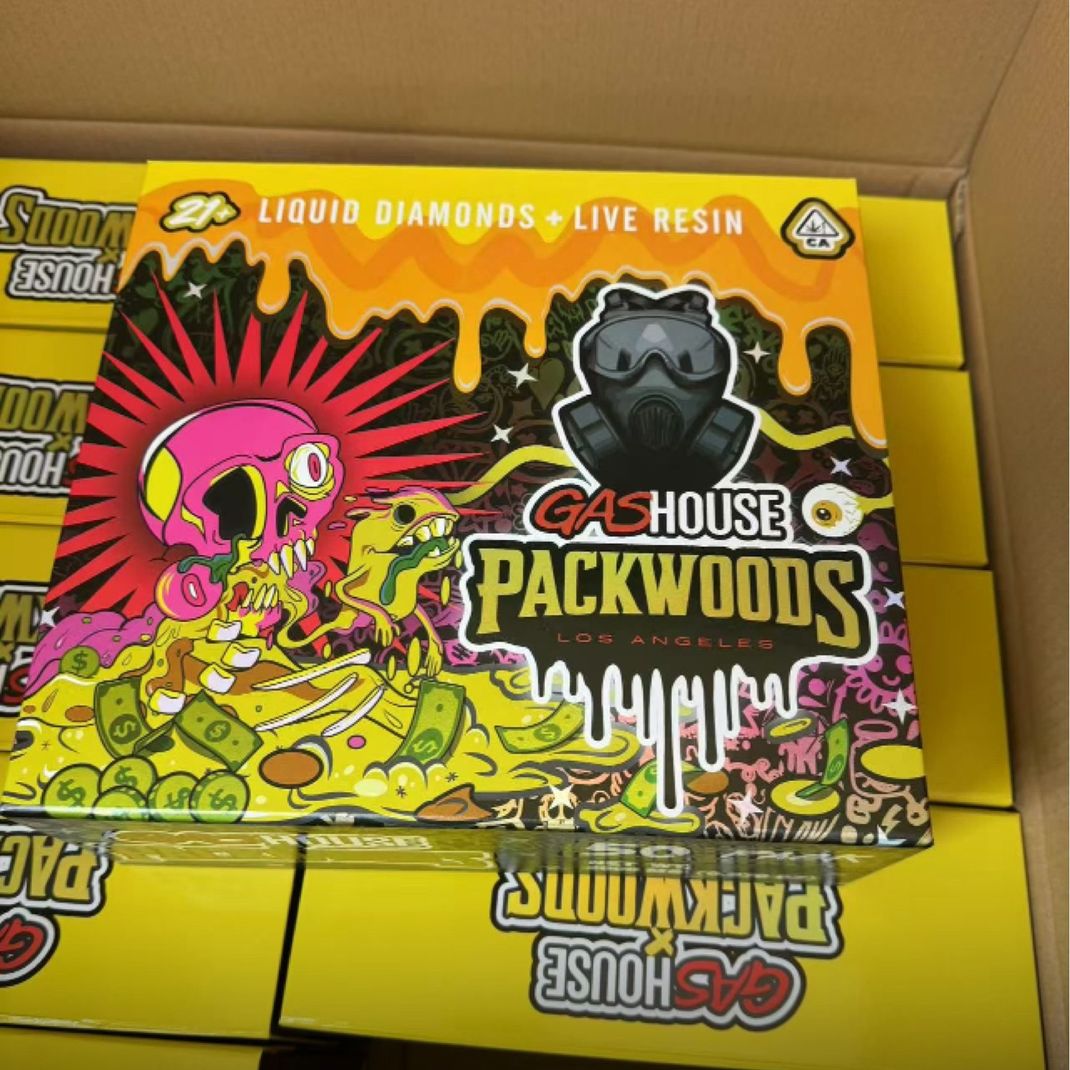 21+ LIQUID DIAMONDS + LIVE RESIN
CA
GASHOUSE
PACKWOODS
LOS ANGELES
PACKWOODS
X
GASHOUSE